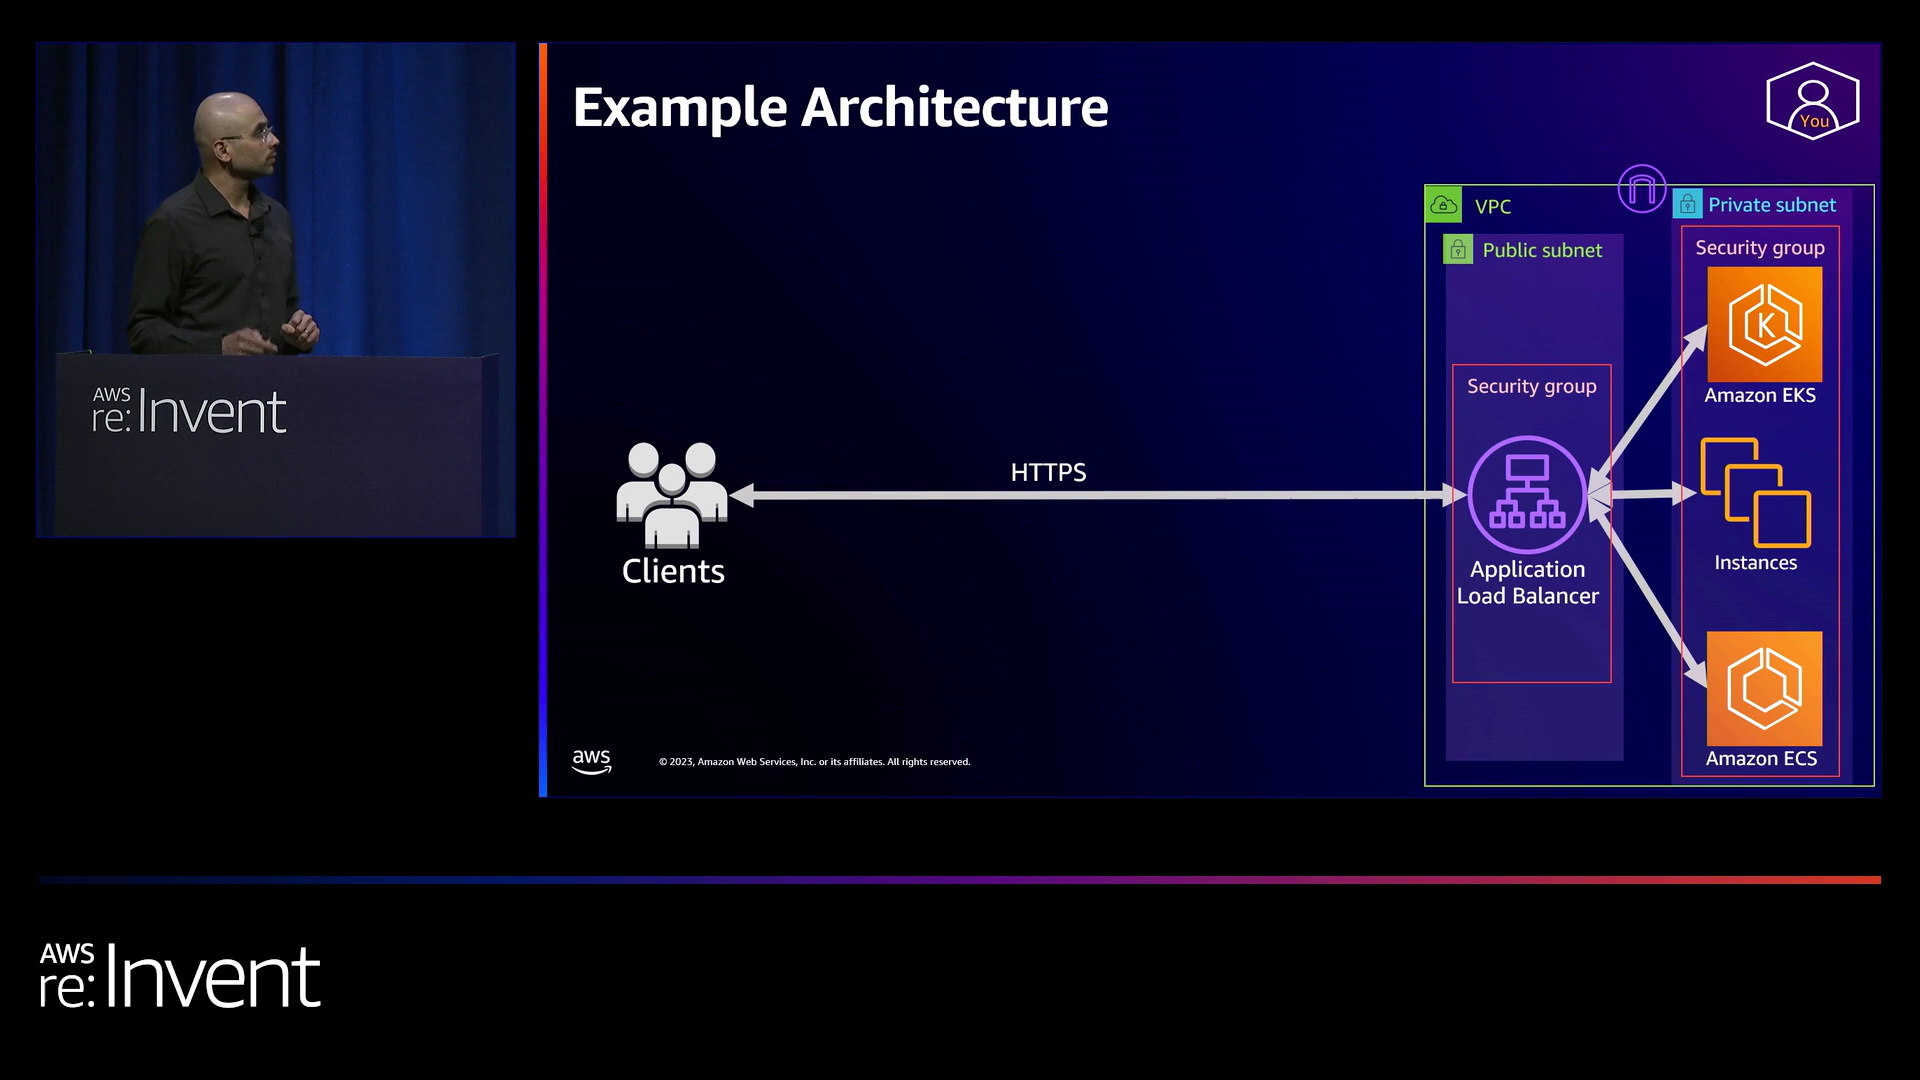 AWS
re:Invent
Example Architecture
You
VPC
Private subnet
Public subnet
Security group
Security group
K
Amazon EKS
HTTPS
Clients
Application
Load Balancer
Instances
Amazon ECS
aws
© 2023, Amazon Web Services, Inc. or its affiliates. All rights reserved.
AWS
re:Invent